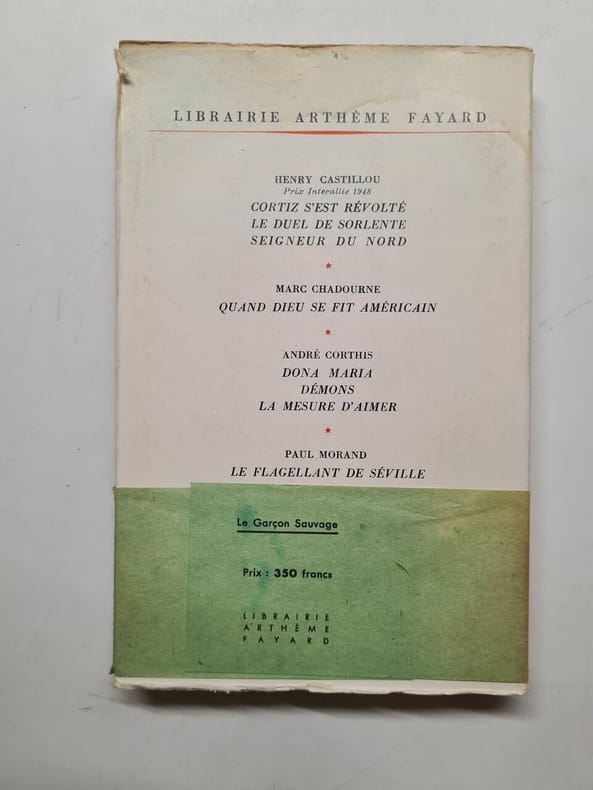 LIBRAIRIE ARTHÈME FAYARD
HENRY CASTILLOU
Prix Interallié 1948
CORTIZ S'EST RÉVOLTÉ
LE DUEL DE SORLENTE
SEIGNEUR DU NORD
★
MARC CHADOURNE
QUAND DIEU SE FIT AMÉRICAIN
★
ANDRÉ CORTHIS
DONA MARIA
DÉMONS
LA MESURE D'AIMER
★
PAUL MORAND
LE FLAGELLANT DE SÉVILLE
Le Garçon Sauvage
Prix : 350 francs
LIBRAIRIE
ARTHÈME
FAYARD